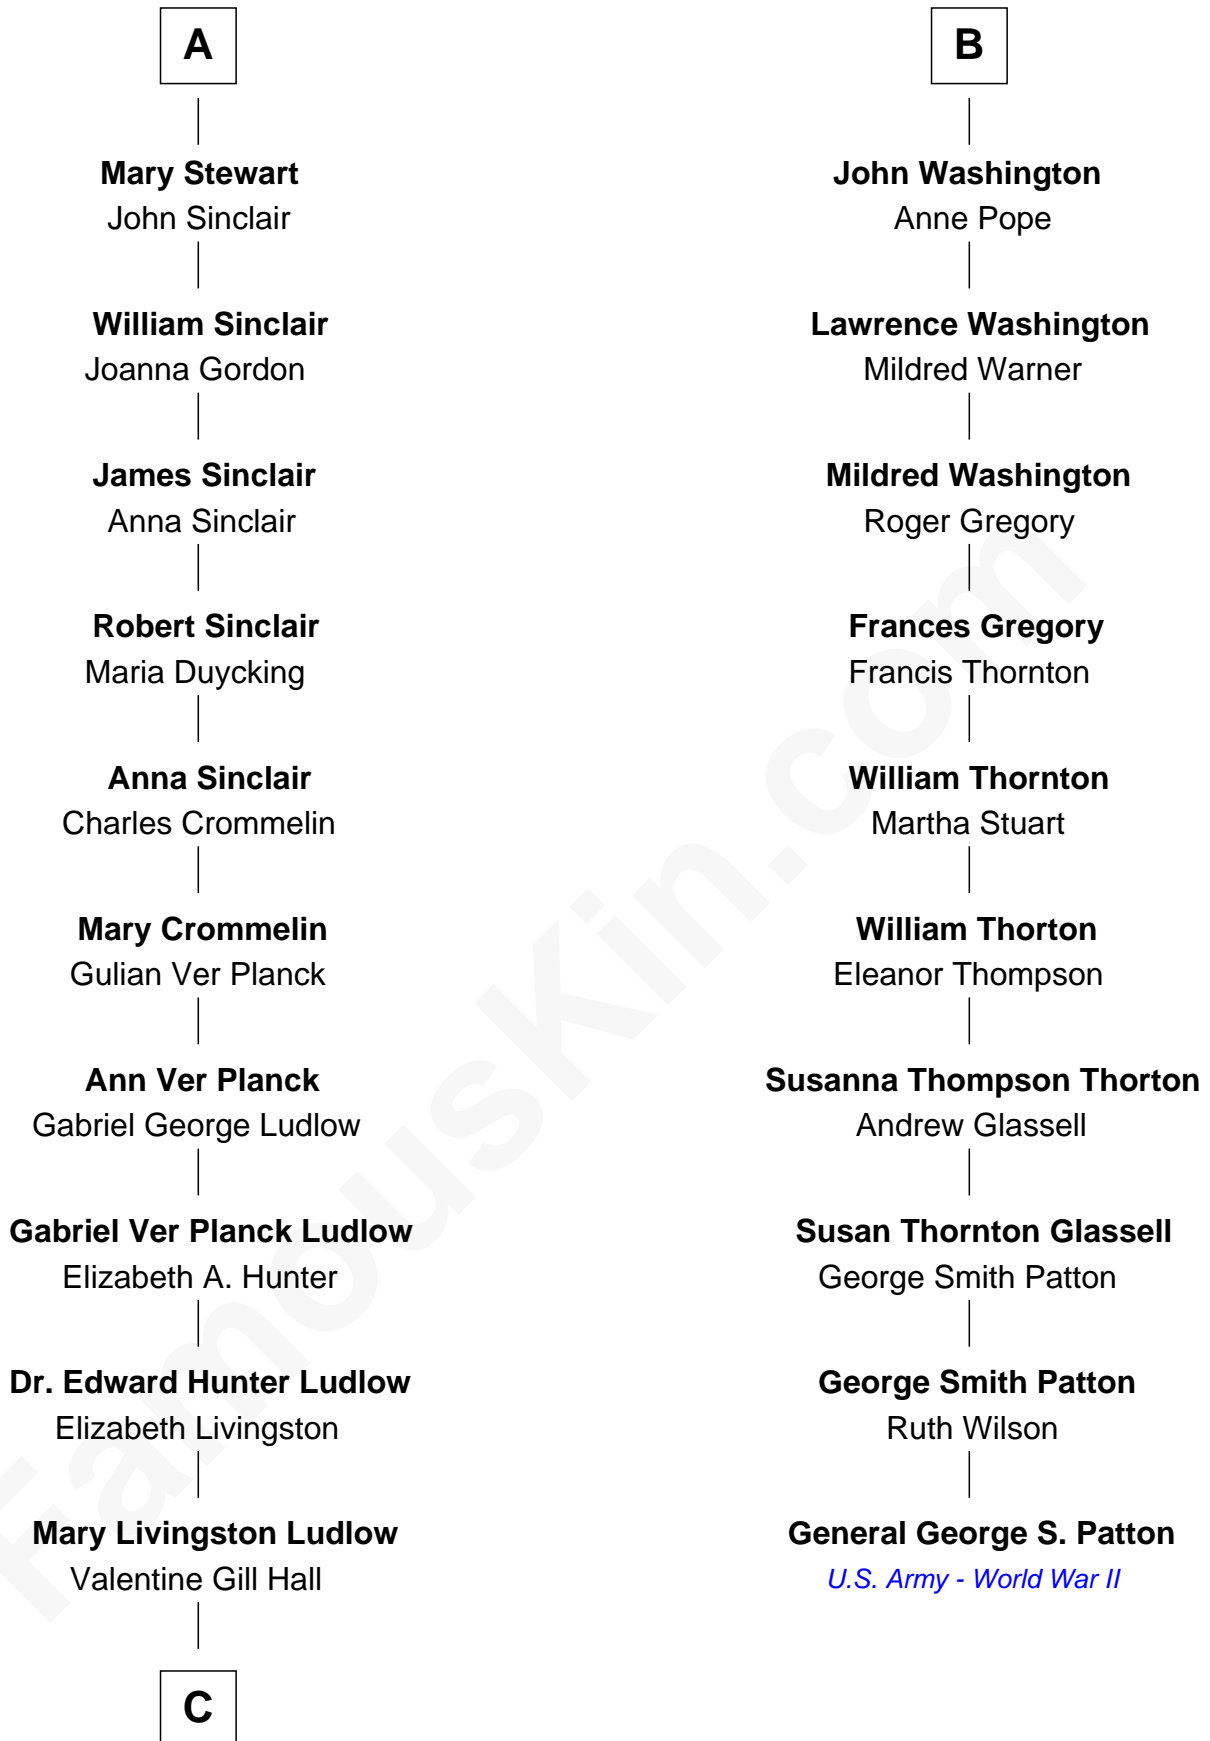 A
Mary Stewart
John Sinclair
William Sinclair
Joanna Gordon
James Sinclair
Anna Sinclair
Robert Sinclair
Maria Duycking
Anna Sinclair
Charles Crommelin
Mary Crommelin
Gulian Ver Planck
Ann Ver Planck
Gabriel George Ludlow
Gabriel Ver Planck Ludlow
Elizabeth A. Hunter
Dr. Edward Hunter Ludlow
Elizabeth Livingston
Mary Livingston Ludlow
Valentine Gill Hall
C
B
John Washington
Anne Pope
Lawrence Washington
Mildred Warner
Mildred Washington
Roger Gregory
Frances Gregory
Francis Thornton
William Thornton
Martha Stuart
William Thorton
Eleanor Thompson
Susanna Thompson Thorton
Andrew Glassell
Susan Thornton Glassell
George Smith Patton
George Smith Patton
Ruth Wilson
General George S. Patton
U.S. Army - World War II
FamousKin.com